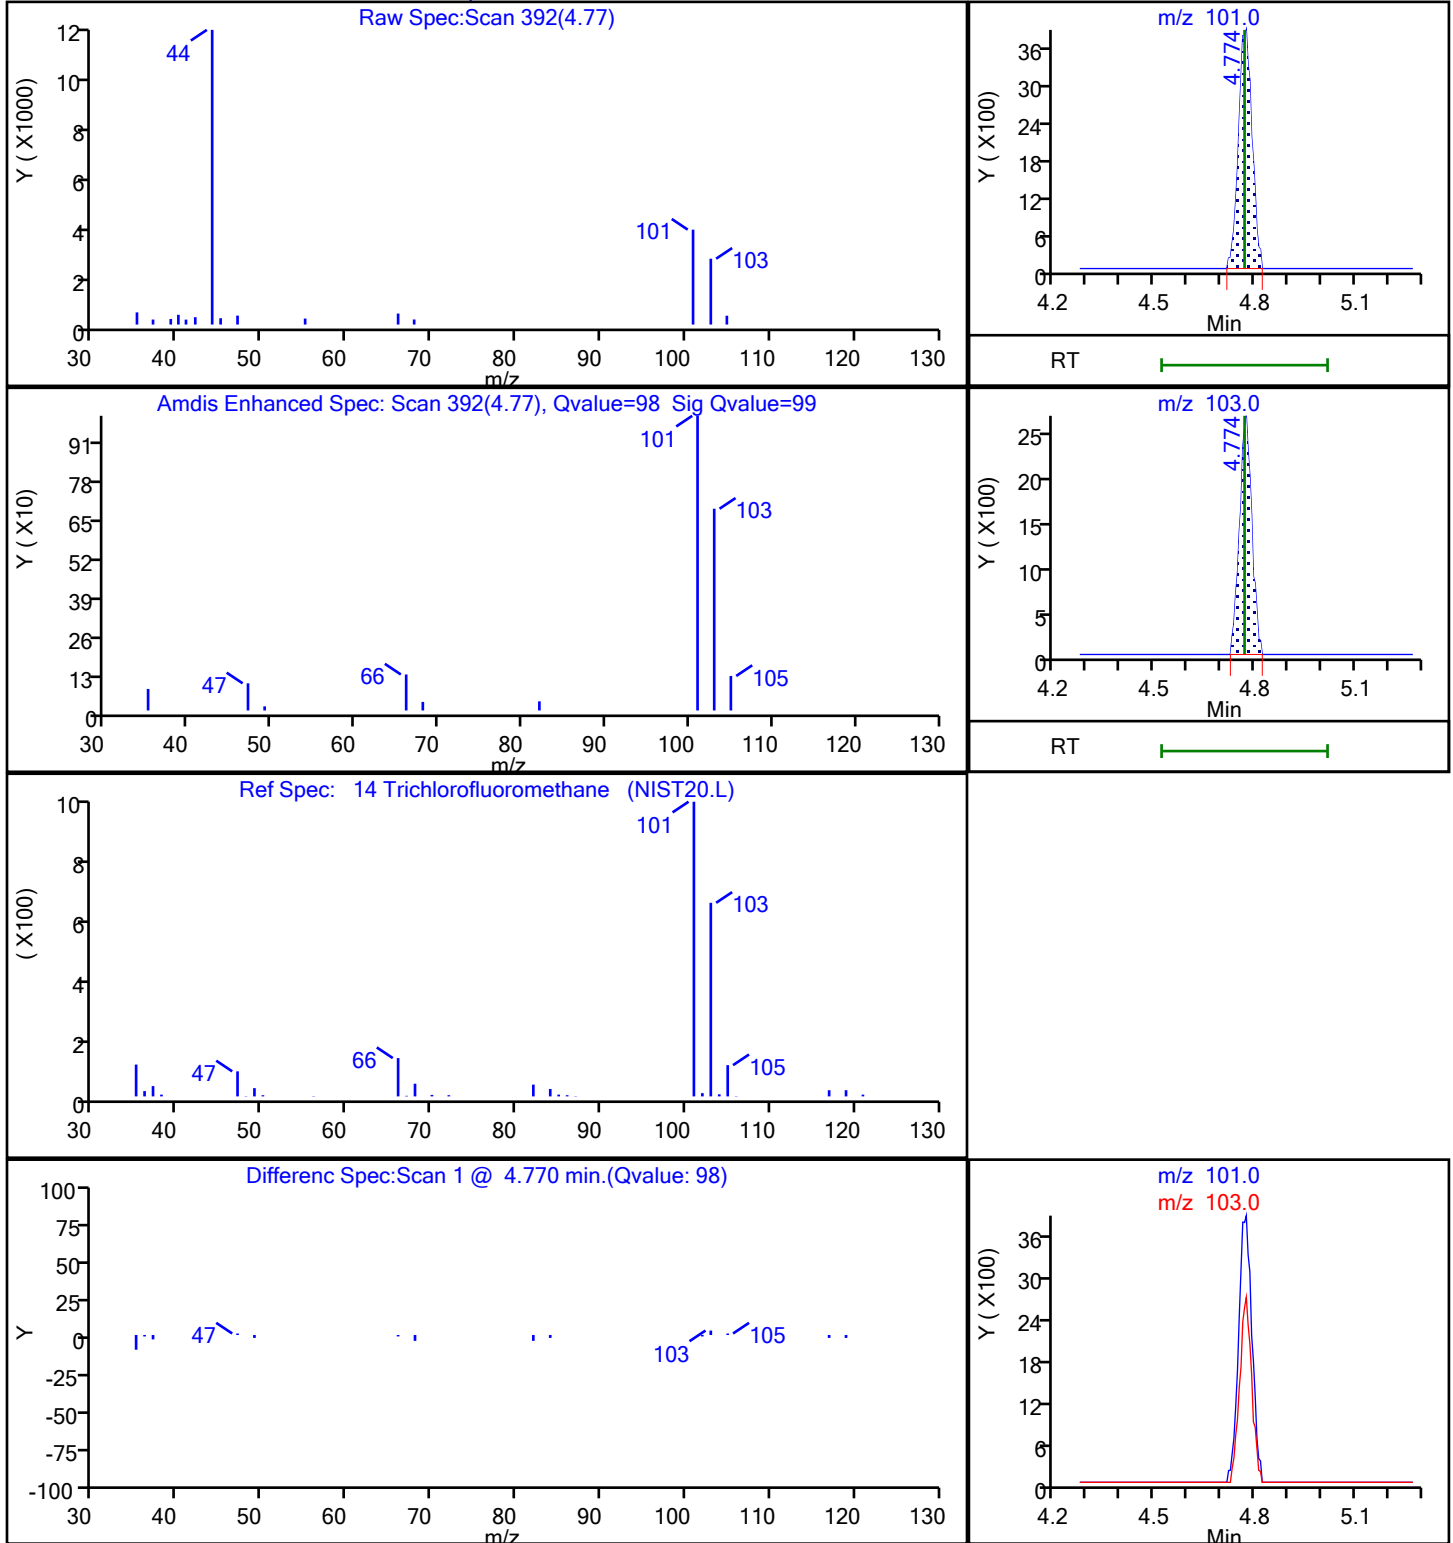 Raw Spec:Scan 392(4.77)
12
10
8
6
4
2
0
Y ( X1000)
44
101
103
30 40 50 60 70 80 90 100 110 120 130
m/z
m/z 101.0
36
30
24
18
12
6
0
Y ( X100)
4.774
4.2 4.5 4.8 5.1
Min
RT
Amdis Enhanced Spec: Scan 392(4.77), Qvalue=98 Sig Qvalue=99
91
78
65
52
39
26
13
0
Y ( X10)
47
66
101
103
105
30 40 50 60 70 80 90 100 110 120 130
m/z
m/z 103.0
25
20
15
10
5
0
Y ( X100)
4.774
4.2 4.5 4.8 5.1
Min
RT
Ref Spec: 14 Trichlorofluoromethane (NIST20.L)
10
8
6
4
2
0
( X100)
47
66
101
103
105
30 40 50 60 70 80 90 100 110 120 130
Differenc Spec:Scan 1 @ 4.770 min.(Qvalue: 98)
100
75
50
25
0
-25
-50
-75
-100
Y
47
103
105
30 40 50 60 70 80 90 100 110 120 130
m/z
m/z 101.0
m/z 103.0
36
30
24
18
12
6
0
Y ( X100)
4.2 4.5 4.8 5.1
Min